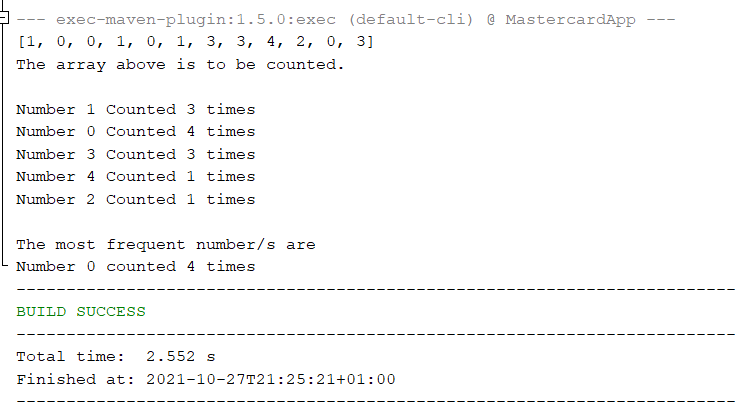 --- exec-maven-plugin:1.5.0:exec (default-cli) @ MastercardApp ---
[1, 0, 0, 1, 0, 1, 3, 3, 4, 2, 0, 3]
The array above is to be counted.
Number 1 Counted 3 times
Number 0 Counted 4 times
Number 3 Counted 3 times
Number 4 Counted 1 times
Number 2 Counted 1 times
The most frequent number/s are
Number 0 counted 4 times
------------------------------------------------------------------------
BUILD SUCCESS
------------------------------------------------------------------------
Total time:  2.552 s
Finished at: 2021-10-27T21:25:21+01:00
------------------------------------------------------------------------